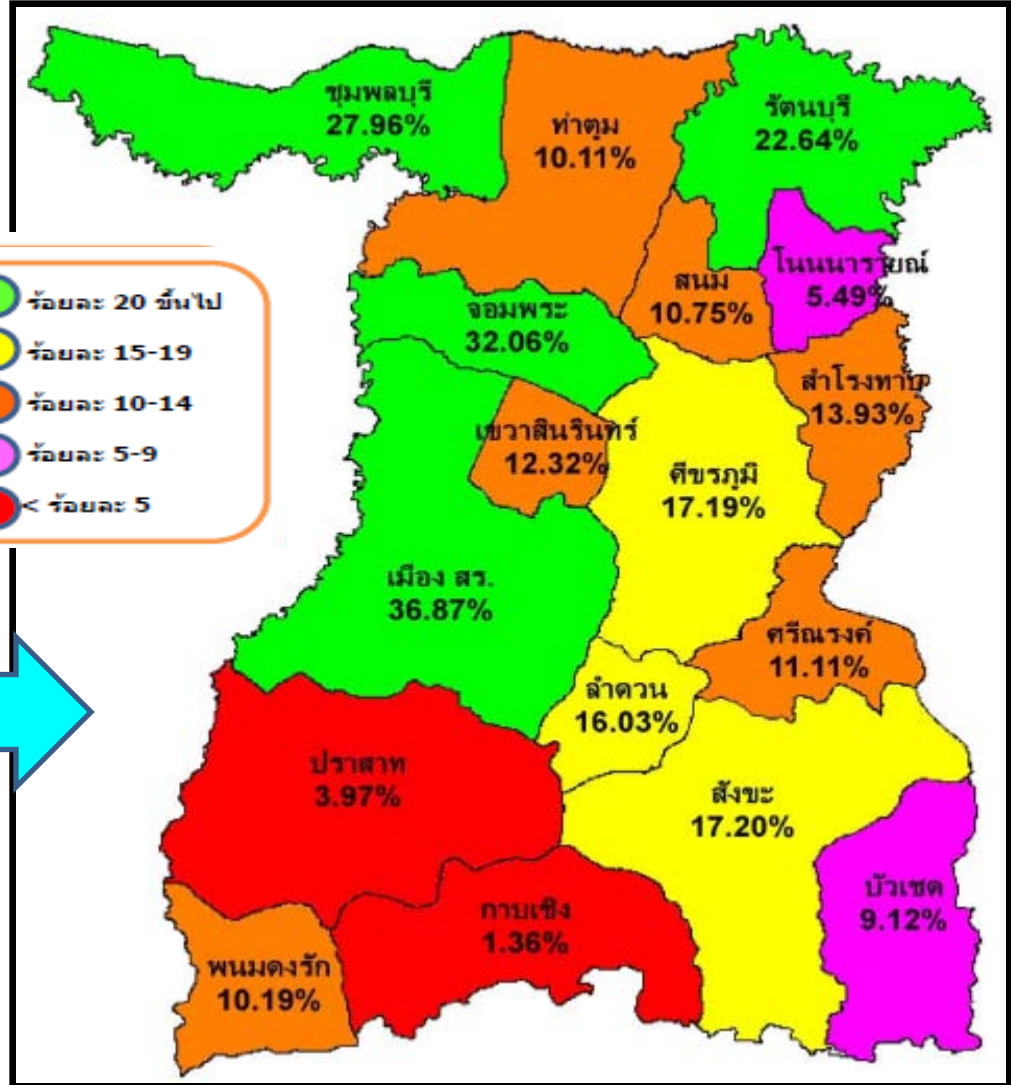 ชุมพลบุรี
27.96%
ท่าตูม
10.11%
รัตนบุรี
22.64%
โนนนารายณ์
5.49%
สนม
10.75%
จอมพระ
32.06%
สำโรงทาบ
13.93%
เขวาสินรินทร์
12.32%
ศีขรภูมิ
17.19%
เมือง สร.
36.87%
ศรีณรงค์
11.11%
ลำดวน
16.03%
ปราสาท
3.97%
สังขะ
17.20%
บัวเชด
9.12%
กาบเชิง
1.36%
พนมดงรัก
10.19%
ร้อยละ 20 ขึ้นไป
ร้อยละ 15-19
ร้อยละ 10-14
ร้อยละ 5-9
< ร้อยละ 5